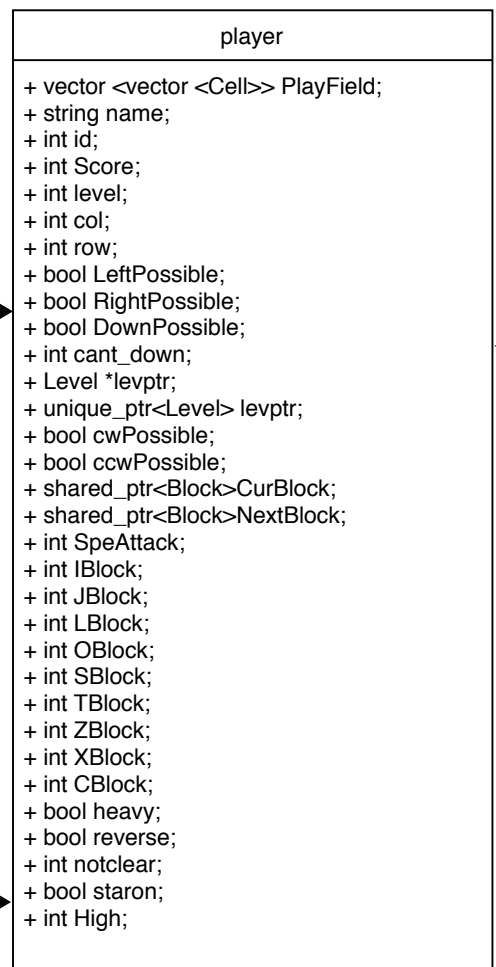 player
+ vector <vector <Cell>> PlayField;
+ string name;
+ int id;
+ int Score;
+ int level;
+ int col;
+ int row;
+ bool LeftPossible;
+ bool RightPossible;
+ bool DownPossible;
+ int cant_down;
+ Level *levptr;
+ unique_ptr<Level> levptr;
+ bool cwPossible;
+ bool ccwPossible;
+ shared_ptr<Block>CurBlock;
+ shared_ptr<Block>NextBlock;
+ int SpeAttack;
+ int IBlock;
+ int JBlock;
+ int LBlock;
+ int OBlock;
+ int SBlock;
+ int TBlock;
+ int ZBlock;
+ int XBlock;
+ int CBlock;
+ bool heavy;
+ bool reverse;
+ int notclear;
+ bool staron;
+ int High;